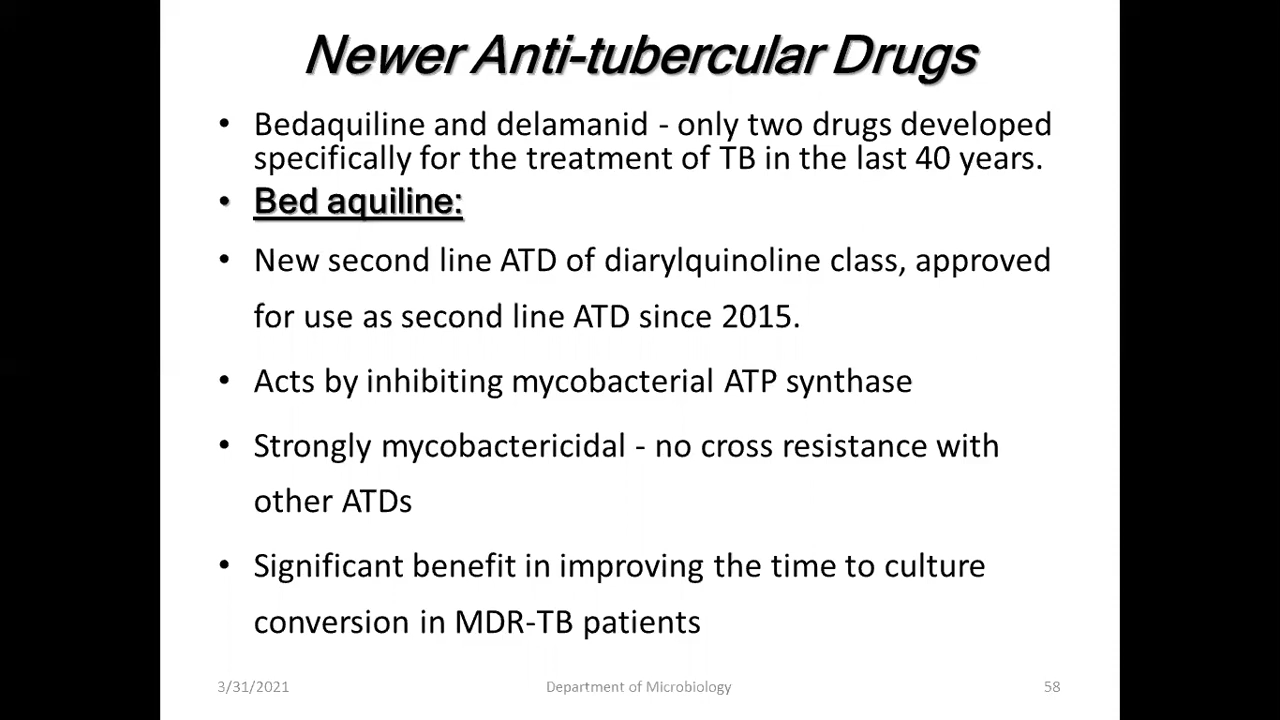 Newer Anti-tubercular Drugs
• Bedaquiline and delamanid - only two drugs developed
specifically for the treatment of TB in the last 40 years.
• Bed aquiline:
• New second line ATD of diarylquinoline class, approved
for use as second line ATD since 2015.
• Acts by inhibiting mycobacterial ATP synthase
• Strongly mycobactericidal - no cross resistance with
other ATDs
• Significant benefit in improving the time to culture
conversion in MDR-TB patients
3/31/2021
Department of Microbiology
58